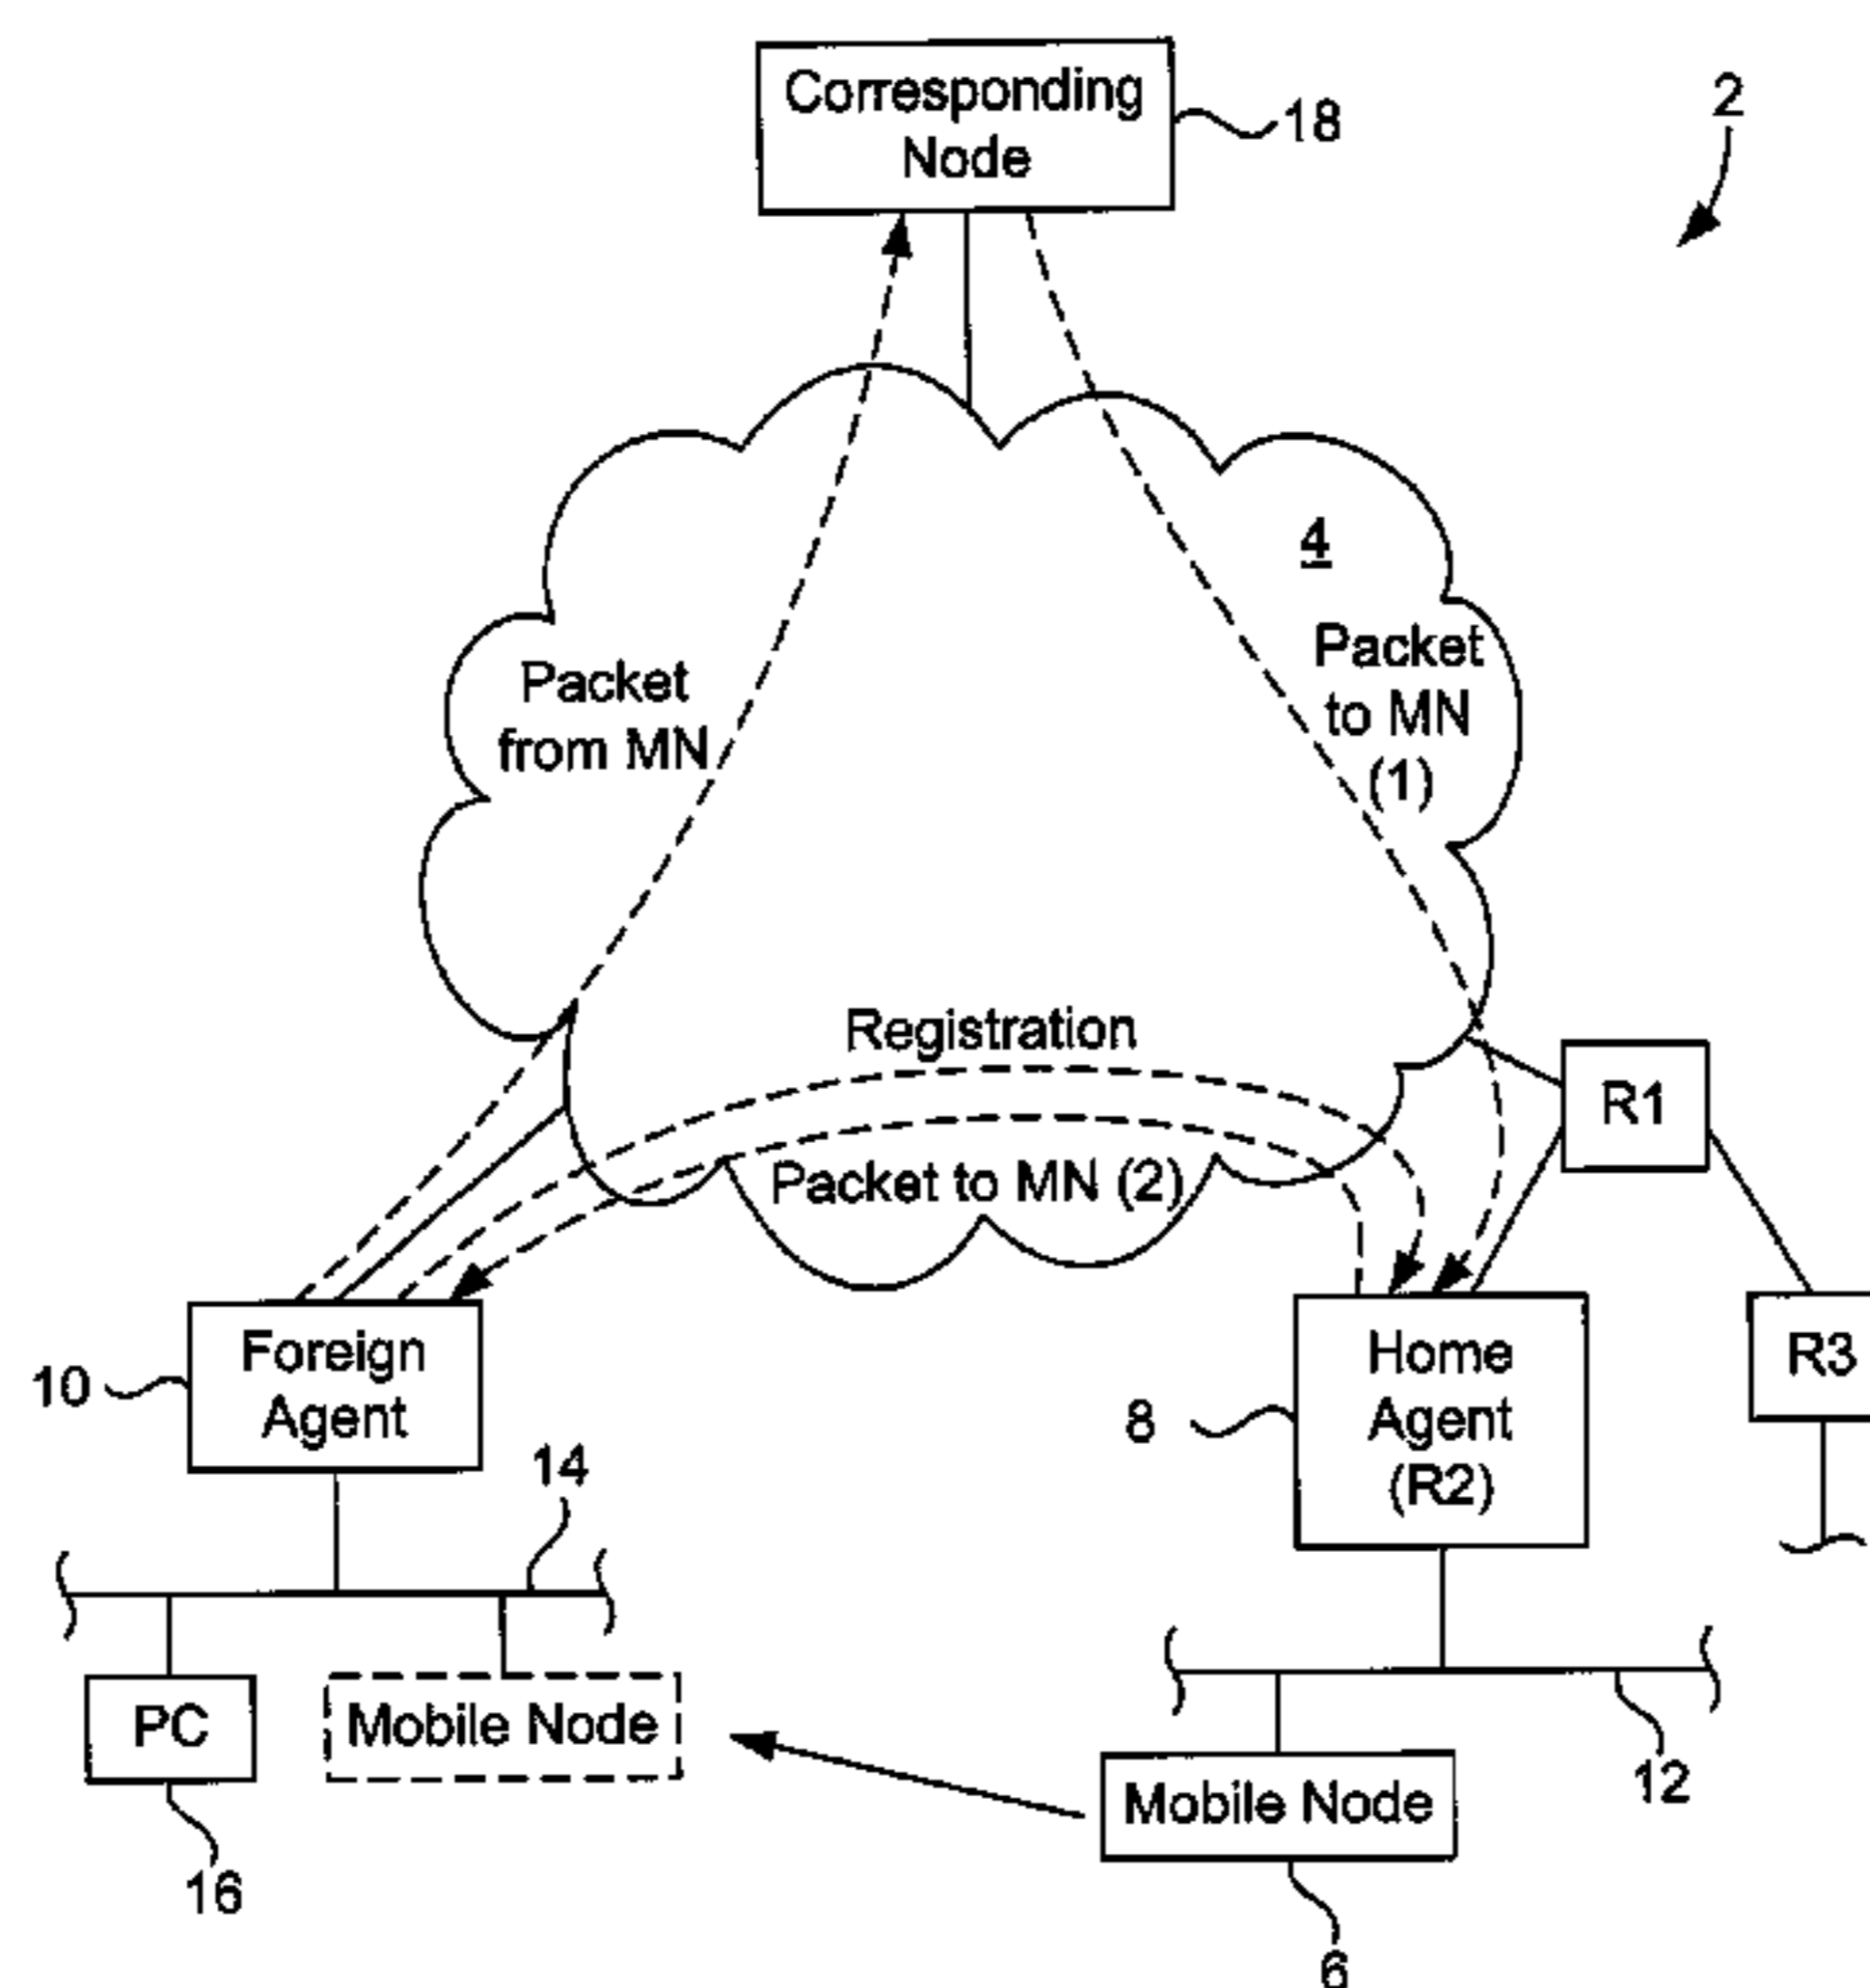 Corresponding
Node
18
2
4
Packet
to MN
(1)
Packet
from MN
Registration
Packet to MN (2)
R1
Foreign
Agent
10
Home
Agent
(R2)
8
R3
14
PC
Mobile Node
12
Mobile Node
16
6